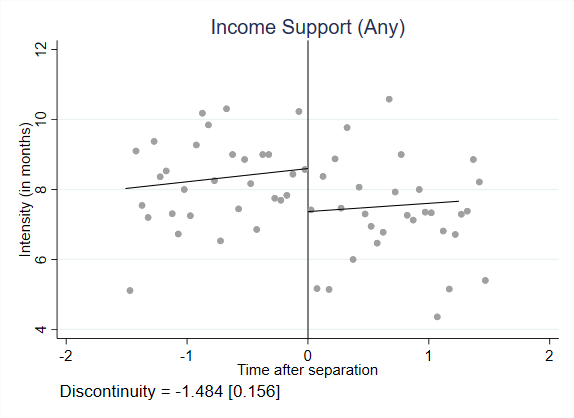 Income Support (Any)
Intensity (in months)
12
10
8
6
4
-2
-1
0
1
2
Time after separation
Discontinuity = -1.484 [0.156]